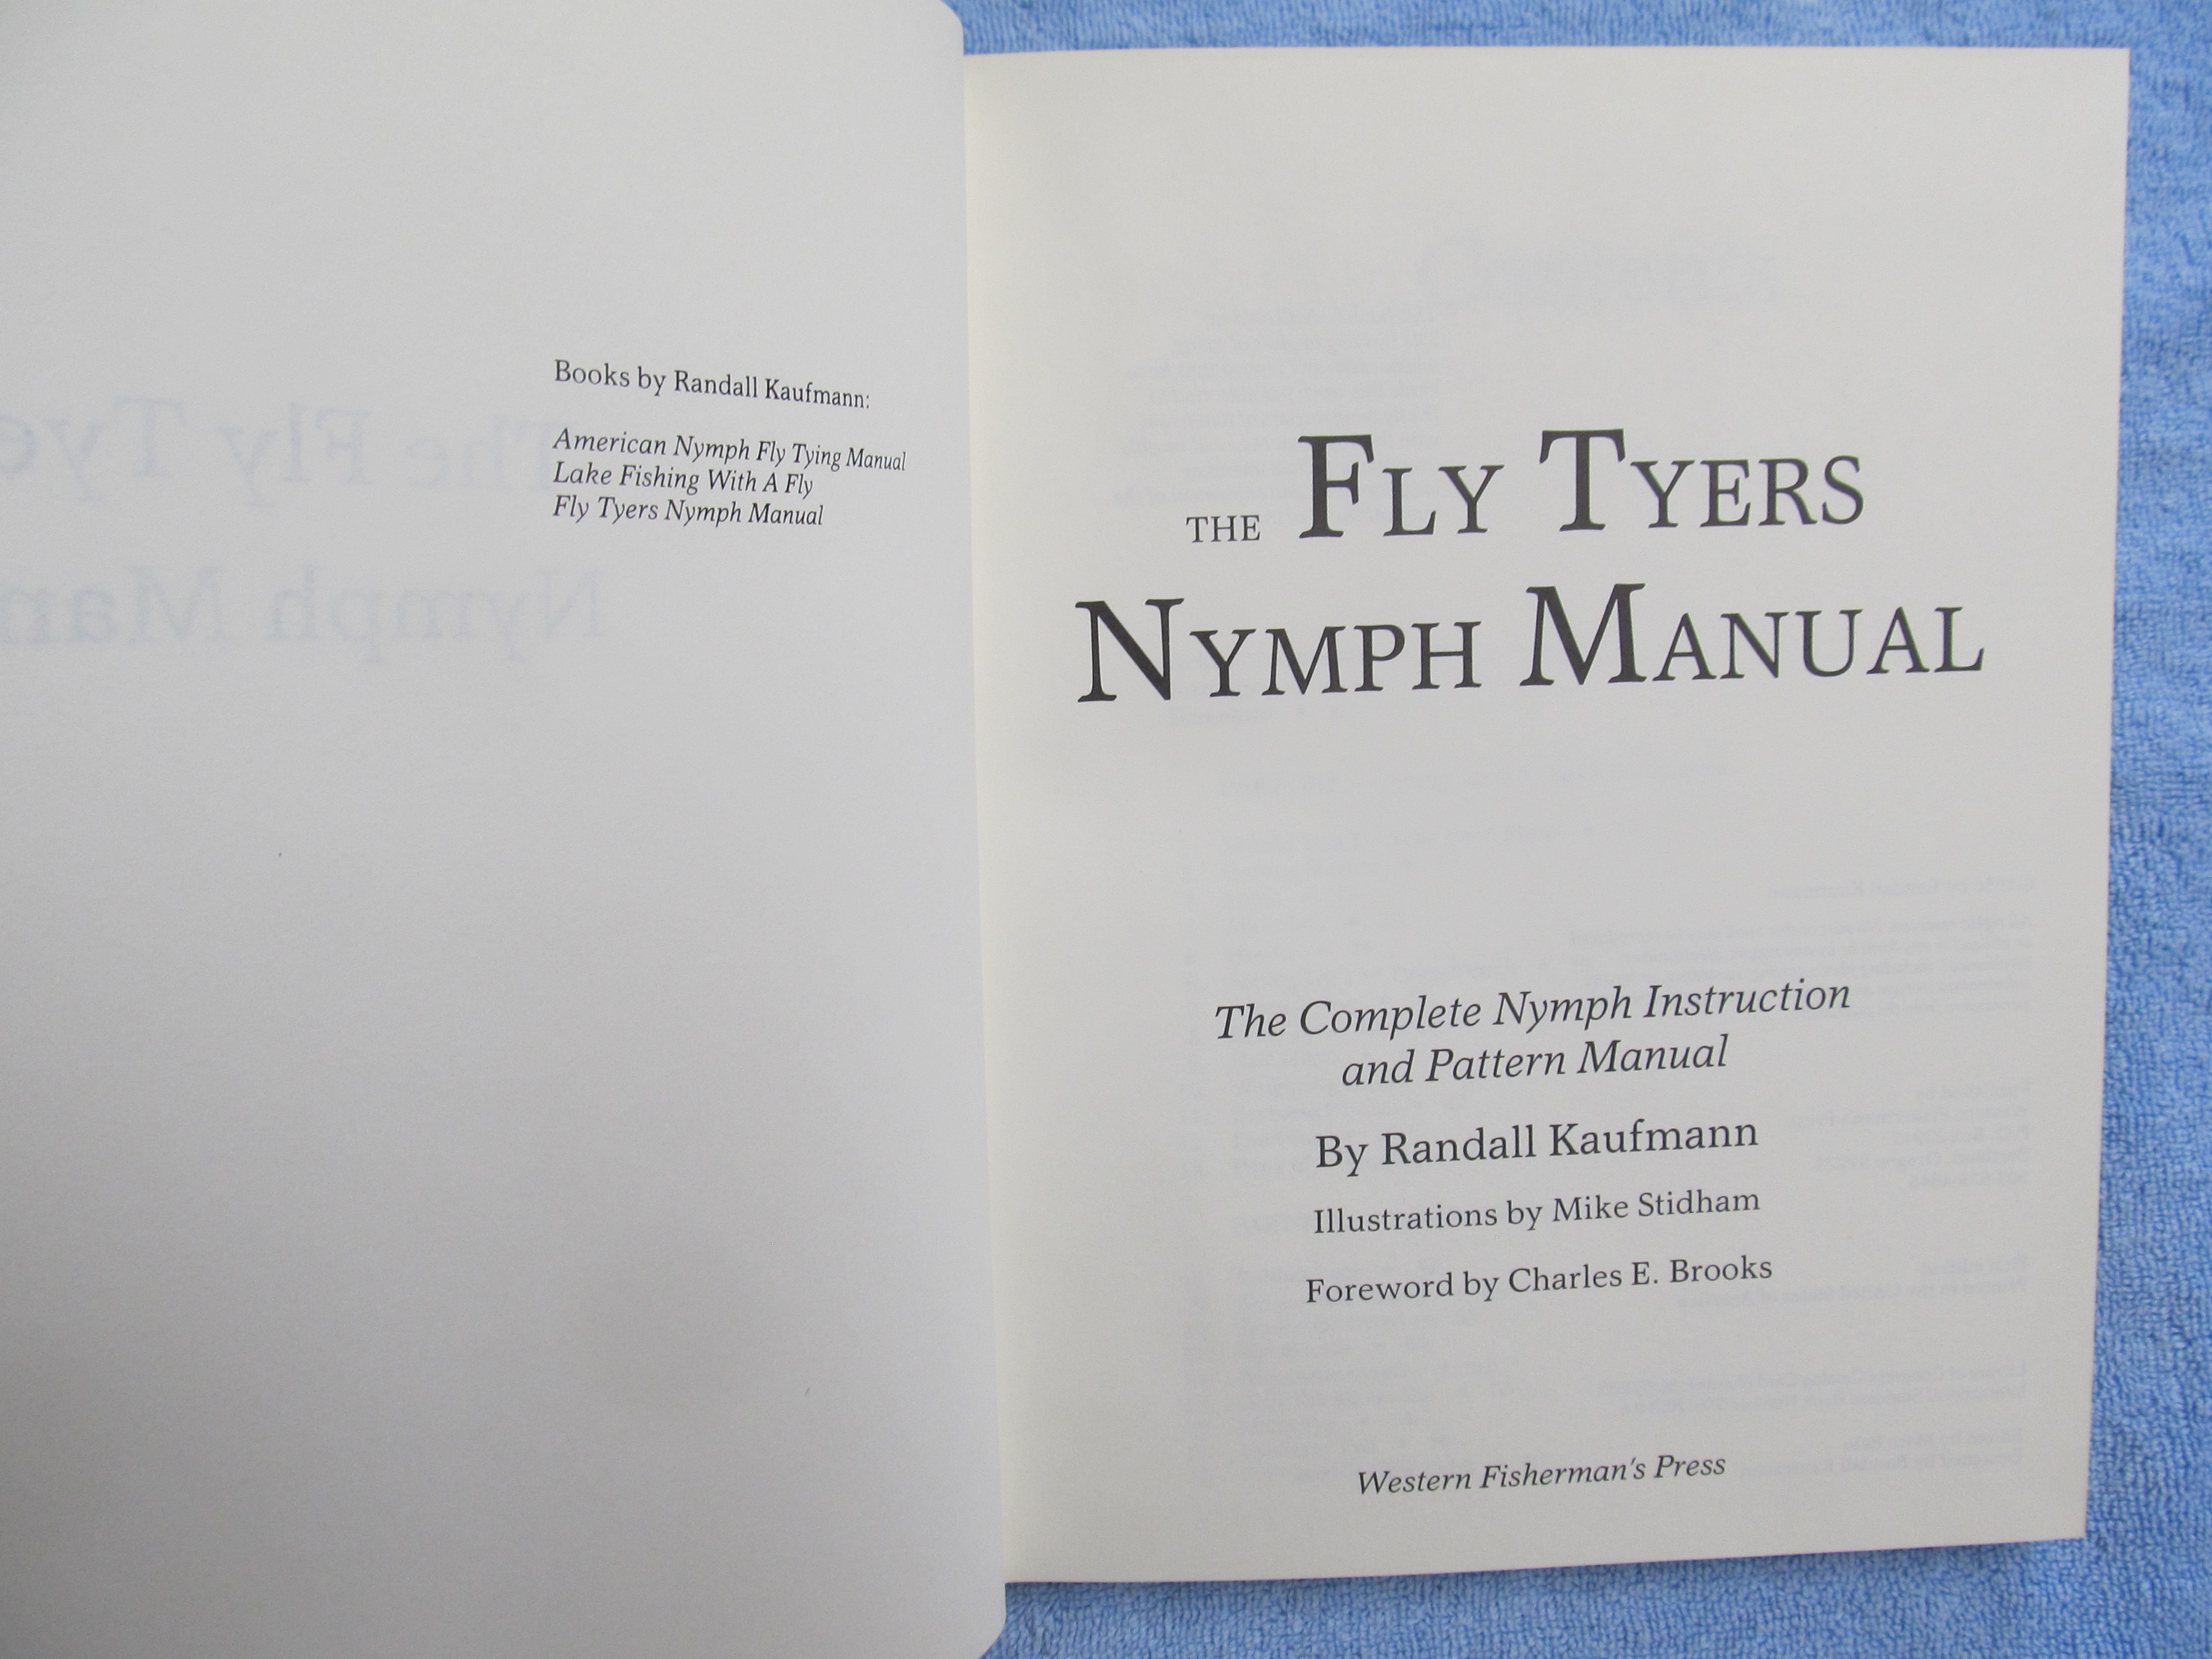 Books by Randall Kaufmann:
American Nymph Fly Tying Manual
Lake Fishing With A Fly
Fly Tyers Nymph Manual
THE FLY TYERS
NYMPH MANUAL
The Complete Nymph Instruction
and Pattern Manual
By Randall Kaufmann
Illustrations by Mike Stidham
Foreword by Charles E. Brooks
Western Fisherman's Press